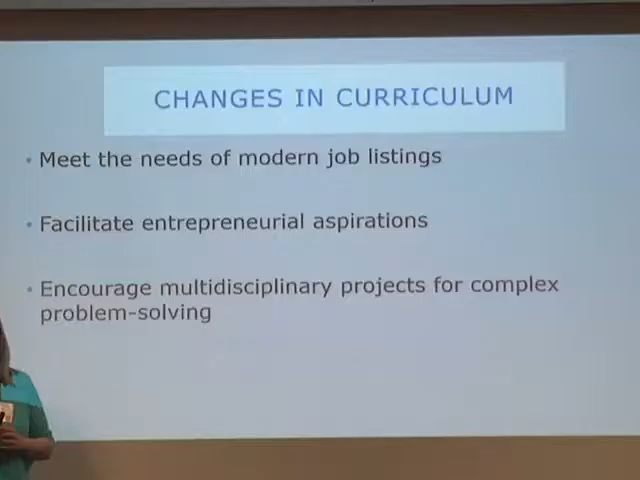 CHANGES IN CURRICULUM
• Meet the needs of modern job listings
• Facilitate entrepreneurial aspirations
• Encourage multidisciplinary projects for complex
problem-solving